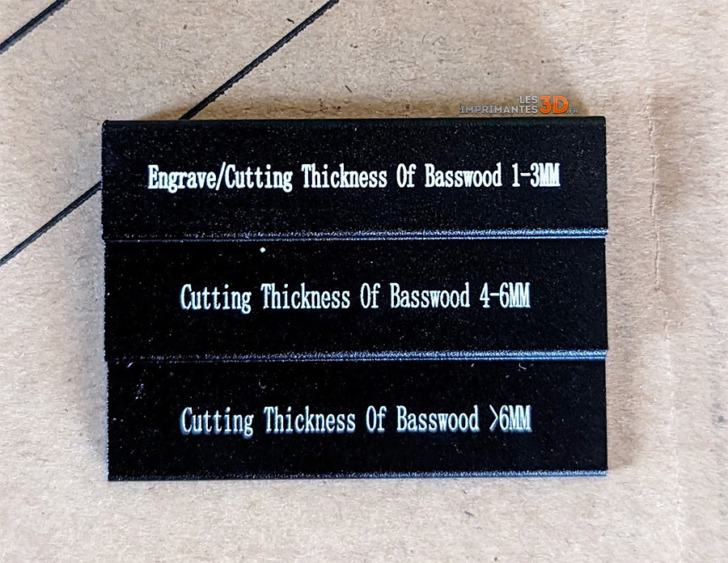 LES
IMPRIMANTES 3D
Engrave/Cutting Thickness Of Basswood 1-3MM
Cutting Thickness Of Basswood 4-6MM
Cutting Thickness Of Basswood >6MM